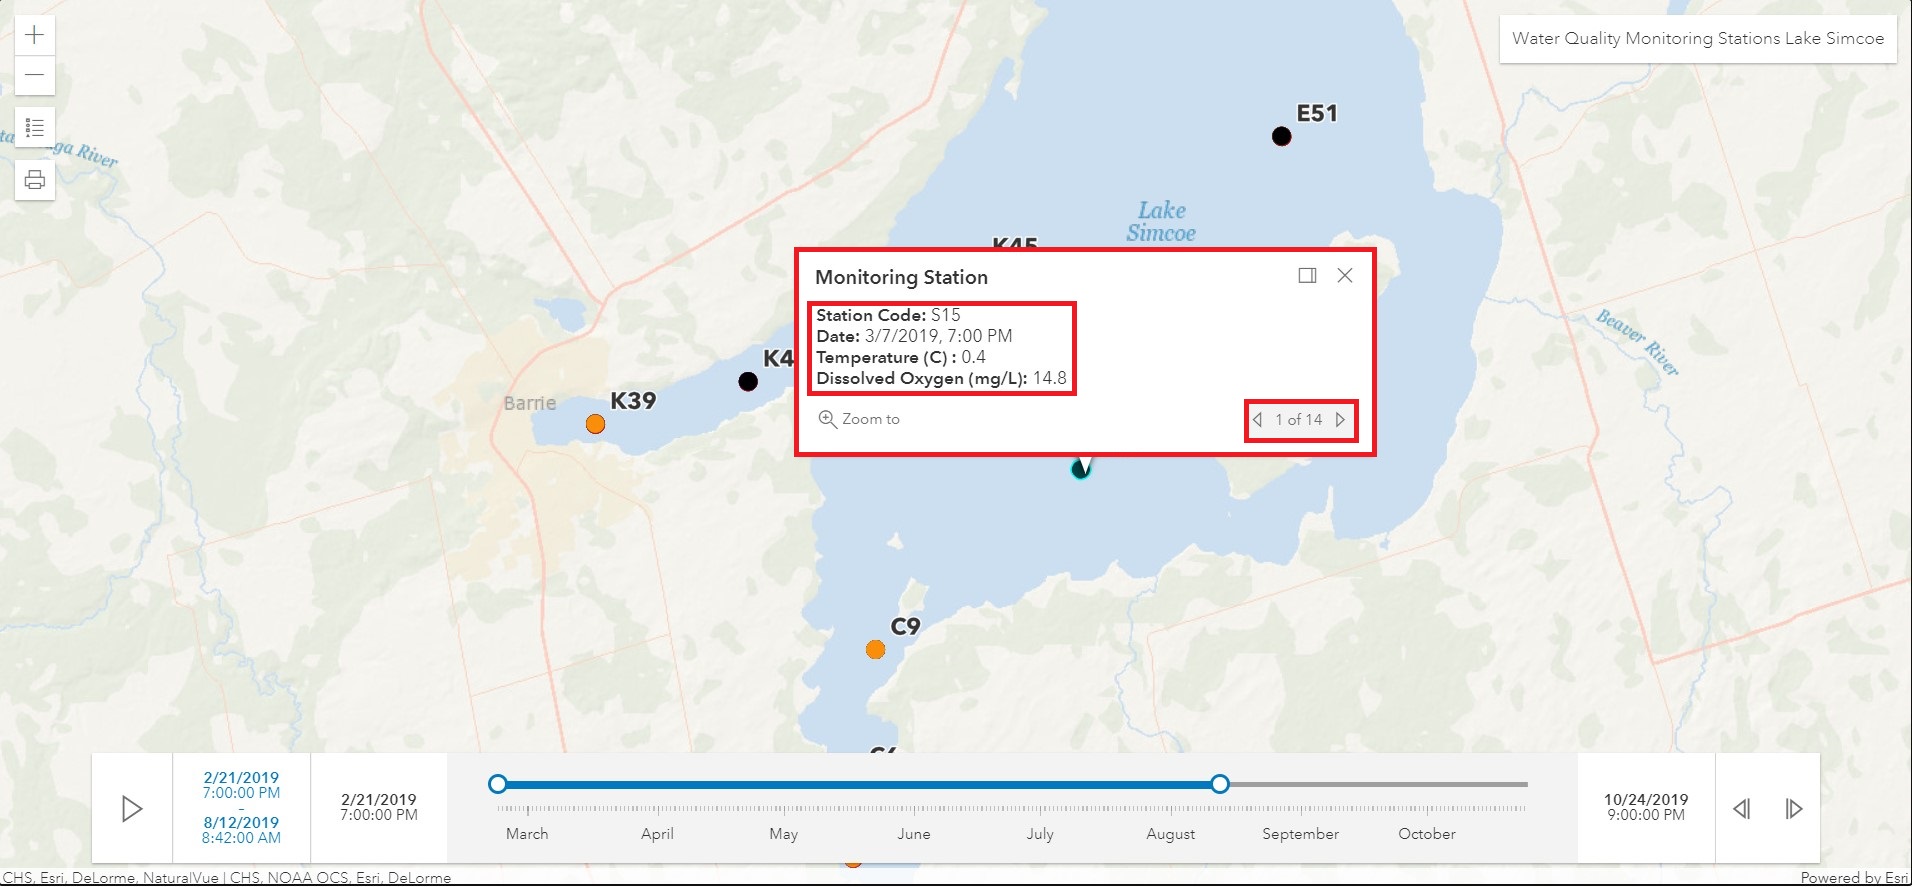 Water Quality Monitoring Stations Lake Simcoe
E51
ga River
Lake
Simcoe
K45
Monitoring Station
Station Code: S15
Date: 3/7/2019, 7:00 PM
Temperature (C) : 0.4
Dissolved Oxygen (mg/L): 14.8
Zoom to
1 of 14
Beaver River
K4
K39
Barrie
C9
C6
2/21/2019
7:00:00 PM
–
8/12/2019
8:42:00 AM
2/21/2019
7:00:00 PM
March April May June July August September October
10/24/2019
9:00:00 PM
CHS, Esri, DeLorme, NaturalVue | CHS, NOAA OCS, Esri, DeLorme
Powered by Esri